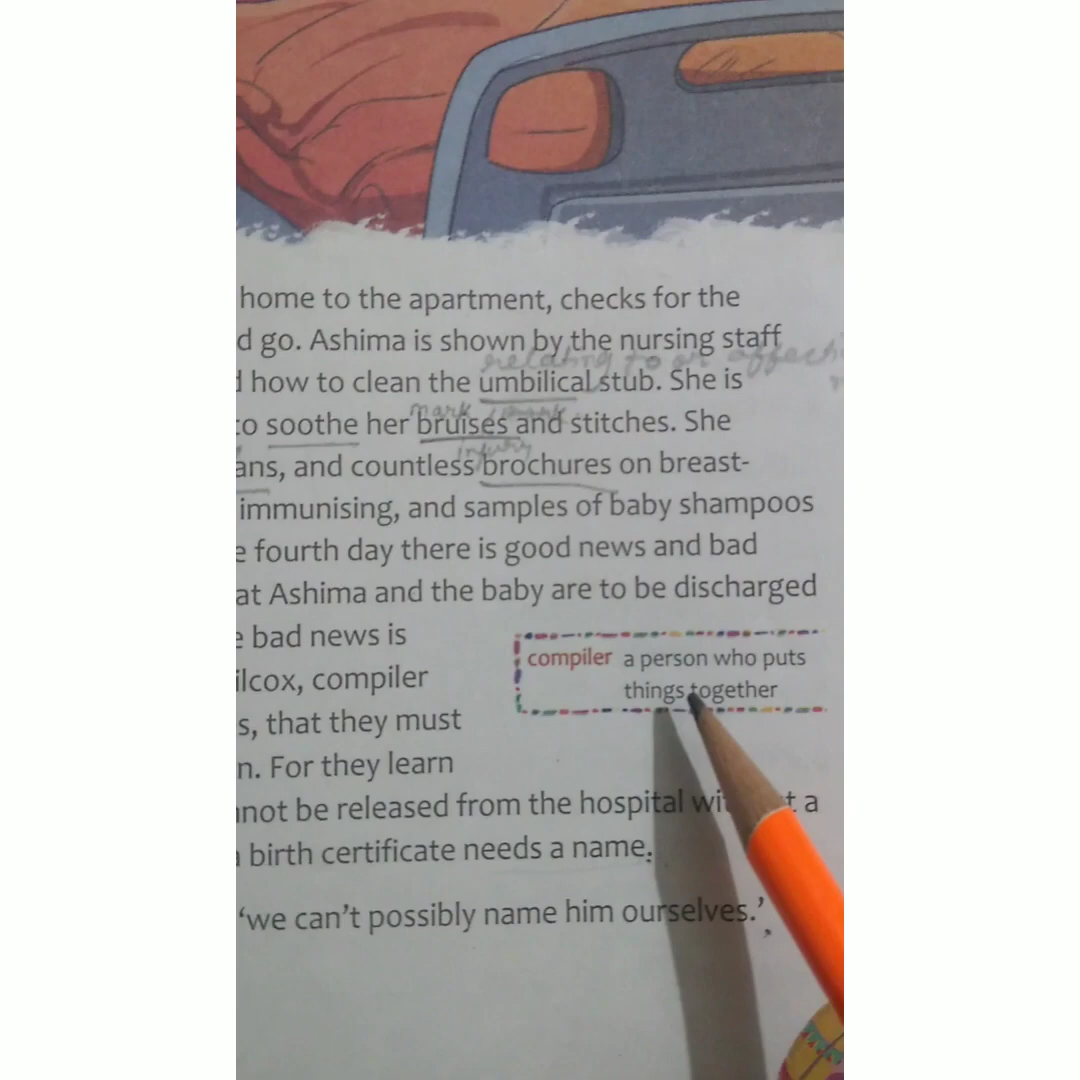 home to the apartment, checks for the
d go. Ashima is shown by the nursing staff
relating to or affecti
how to clean the umbilical stub. She is
mark
to soothe her bruises and stitches. She
injury
ans, and countless brochures on breast-
immunising, and samples of baby shampoos
e fourth day there is good news and bad
at Ashima and the baby are to be discharged
e bad news is
ilcox, compiler
s, that they must
n. For they learn
compiler a person who puts
things together
nnot be released from the hospital a
birth certificate needs a name.
‘we can’t possibly name him ourselves.’